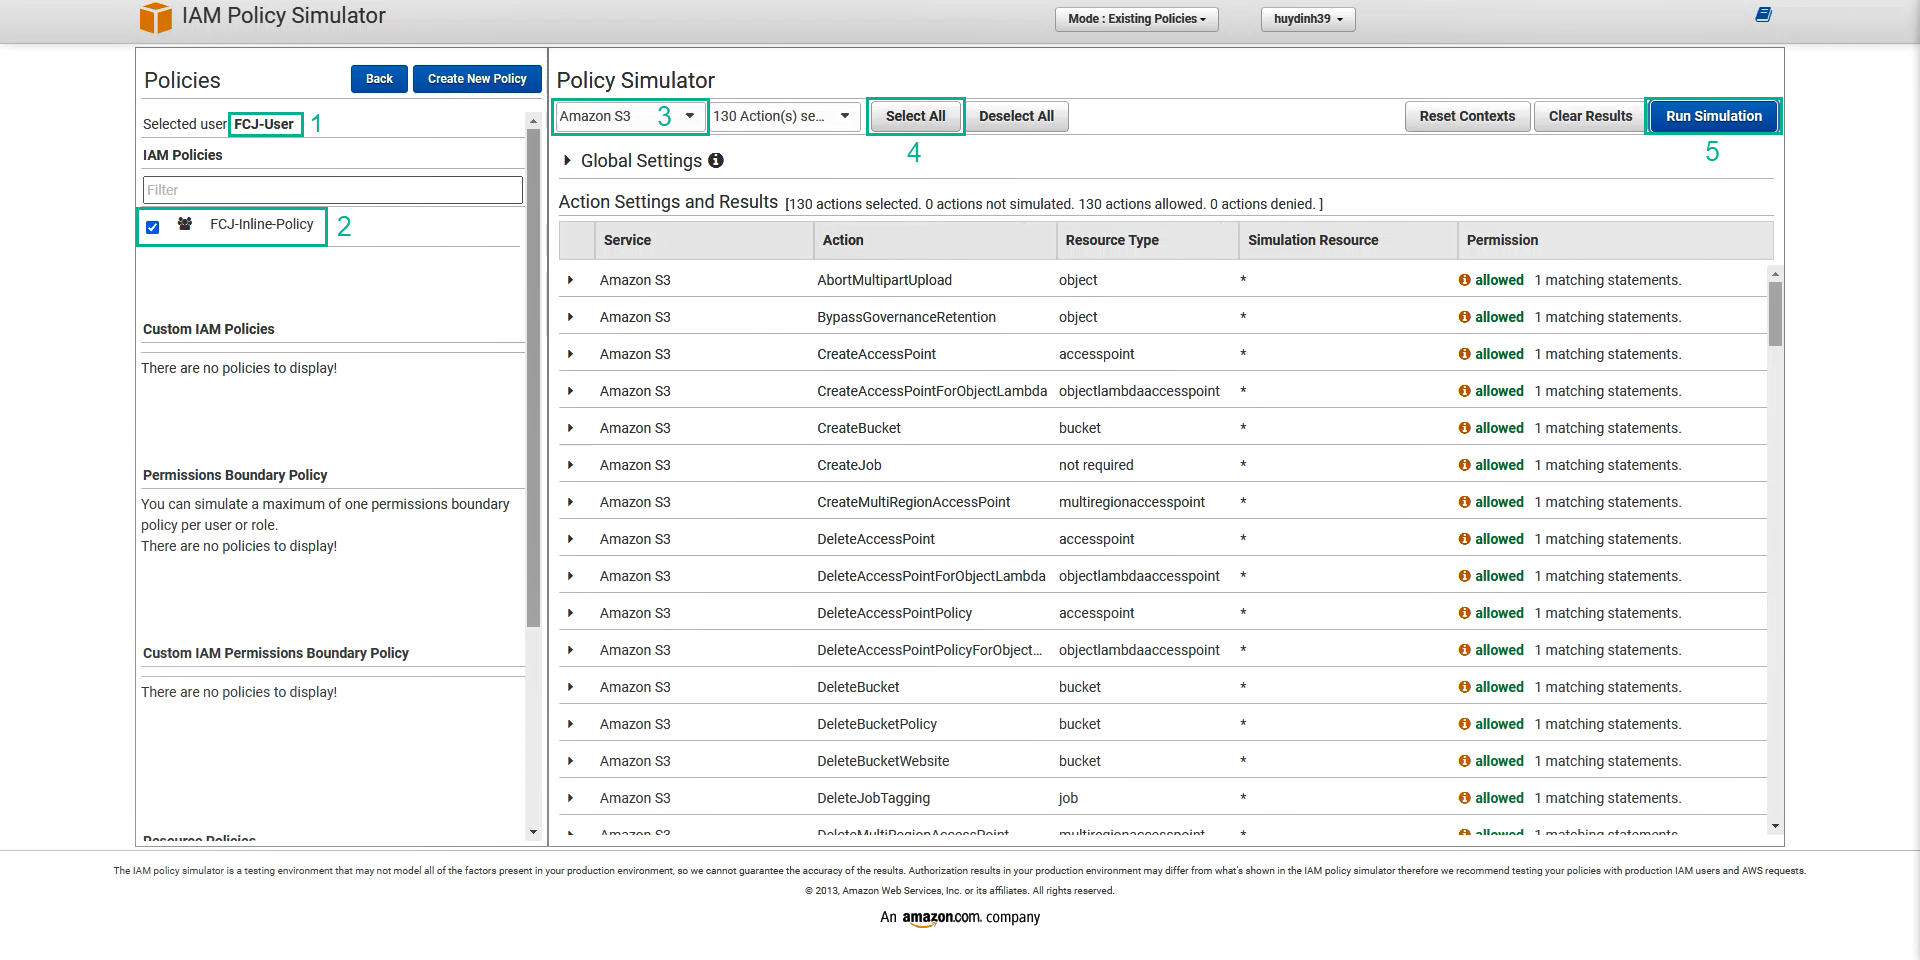 IAM Policy Simulator
Mode : Existing Policies
huydinh39
Policies
Back
Create New Policy
Selected user FCJ-User 1
IAM Policies
Filter
FCJ-Inline-Policy 2
Custom IAM Policies
There are no policies to display!
Permissions Boundary Policy
You can simulate a maximum of one permissions boundary
policy per user or role.
There are no policies to display!
Custom IAM Permissions Boundary Policy
There are no policies to display!
Resource Policies
Policy Simulator
Amazon S3 3
130 Action(s) se...
Select All
Deselect All
Reset Contexts
Clear Results
Run Simulation
4
5
Global Settings
Action Settings and Results [130 actions selected. 0 actions not simulated. 130 actions allowed. 0 actions denied. ]
Service Action Resource Type Simulation Resource Permission
Amazon S3 AbortMultipartUpload object * allowed 1 matching statements.
Amazon S3 BypassGovernanceRetention object * allowed 1 matching statements.
Amazon S3 CreateAccessPoint accesspoint * allowed 1 matching statements.
Amazon S3 CreateAccessPointForObjectLambda objectlambdaaccesspoint * allowed 1 matching statements.
Amazon S3 CreateBucket bucket * allowed 1 matching statements.
Amazon S3 CreateJob not required * allowed 1 matching statements.
Amazon S3 CreateMultiRegionAccessPoint multiregionaccesspoint * allowed 1 matching statements.
Amazon S3 DeleteAccessPoint accesspoint * allowed 1 matching statements.
Amazon S3 DeleteAccessPointForObjectLambda objectlambdaaccesspoint * allowed 1 matching statements.
Amazon S3 DeleteAccessPointPolicy accesspoint * allowed 1 matching statements.
Amazon S3 DeleteAccessPointPolicyForObject... objectlambdaaccesspoint * allowed 1 matching statements.
Amazon S3 DeleteBucket bucket * allowed 1 matching statements.
Amazon S3 DeleteBucketPolicy bucket * allowed 1 matching statements.
Amazon S3 DeleteBucketWebsite bucket * allowed 1 matching statements.
Amazon S3 DeleteJobTagging job * allowed 1 matching statements.
Amazon S3 DeleteMultiRegionAccessPoint multiregionaccesspoint * allowed 1 matching statements.
The IAM policy simulator is a testing environment that may not model all of the factors present in your production environment, so we cannot guarantee the accuracy of the results. Authorization results in your production environment may differ from what's shown in the IAM policy simulator therefore we recommend testing your policies with production IAM users and AWS requests.
© 2013, Amazon Web Services, Inc. or its affiliates. All rights reserved.
An amazon.com. company